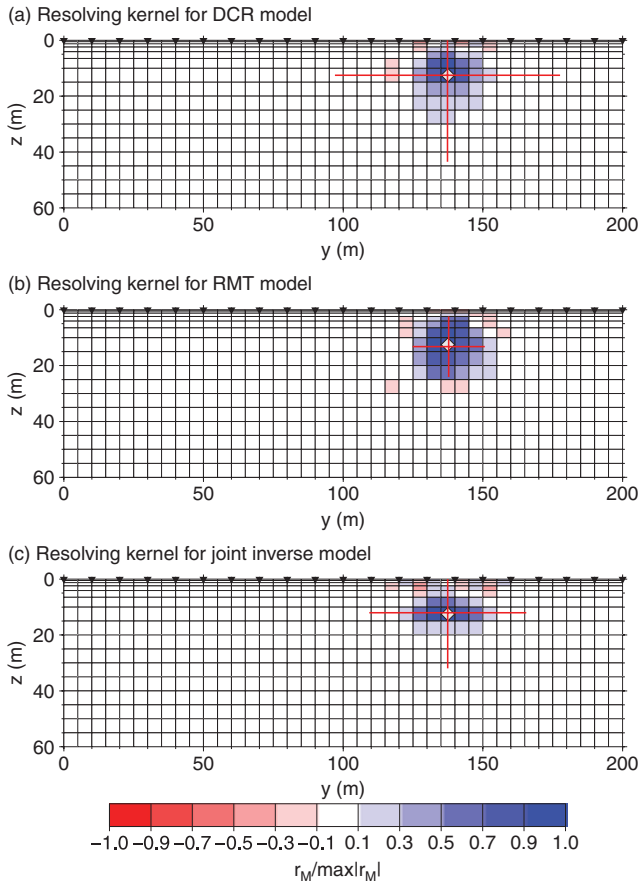 (a) Resolving kernel for DCR model
0
20
40
60
z (m)
0 50 100 150 200
y (m)
(b) Resolving kernel for RMT model
0
20
40
60
z (m)
0 50 100 150 200
y (m)
(c) Resolving kernel for joint inverse model
0
20
40
60
z (m)
0 50 100 150 200
y (m)
−1.0 −0.9 −0.7 −0.5 −0.3 −0.1 0.1 0.3 0.5 0.7 0.9 1.0
r_M/max|r_M|